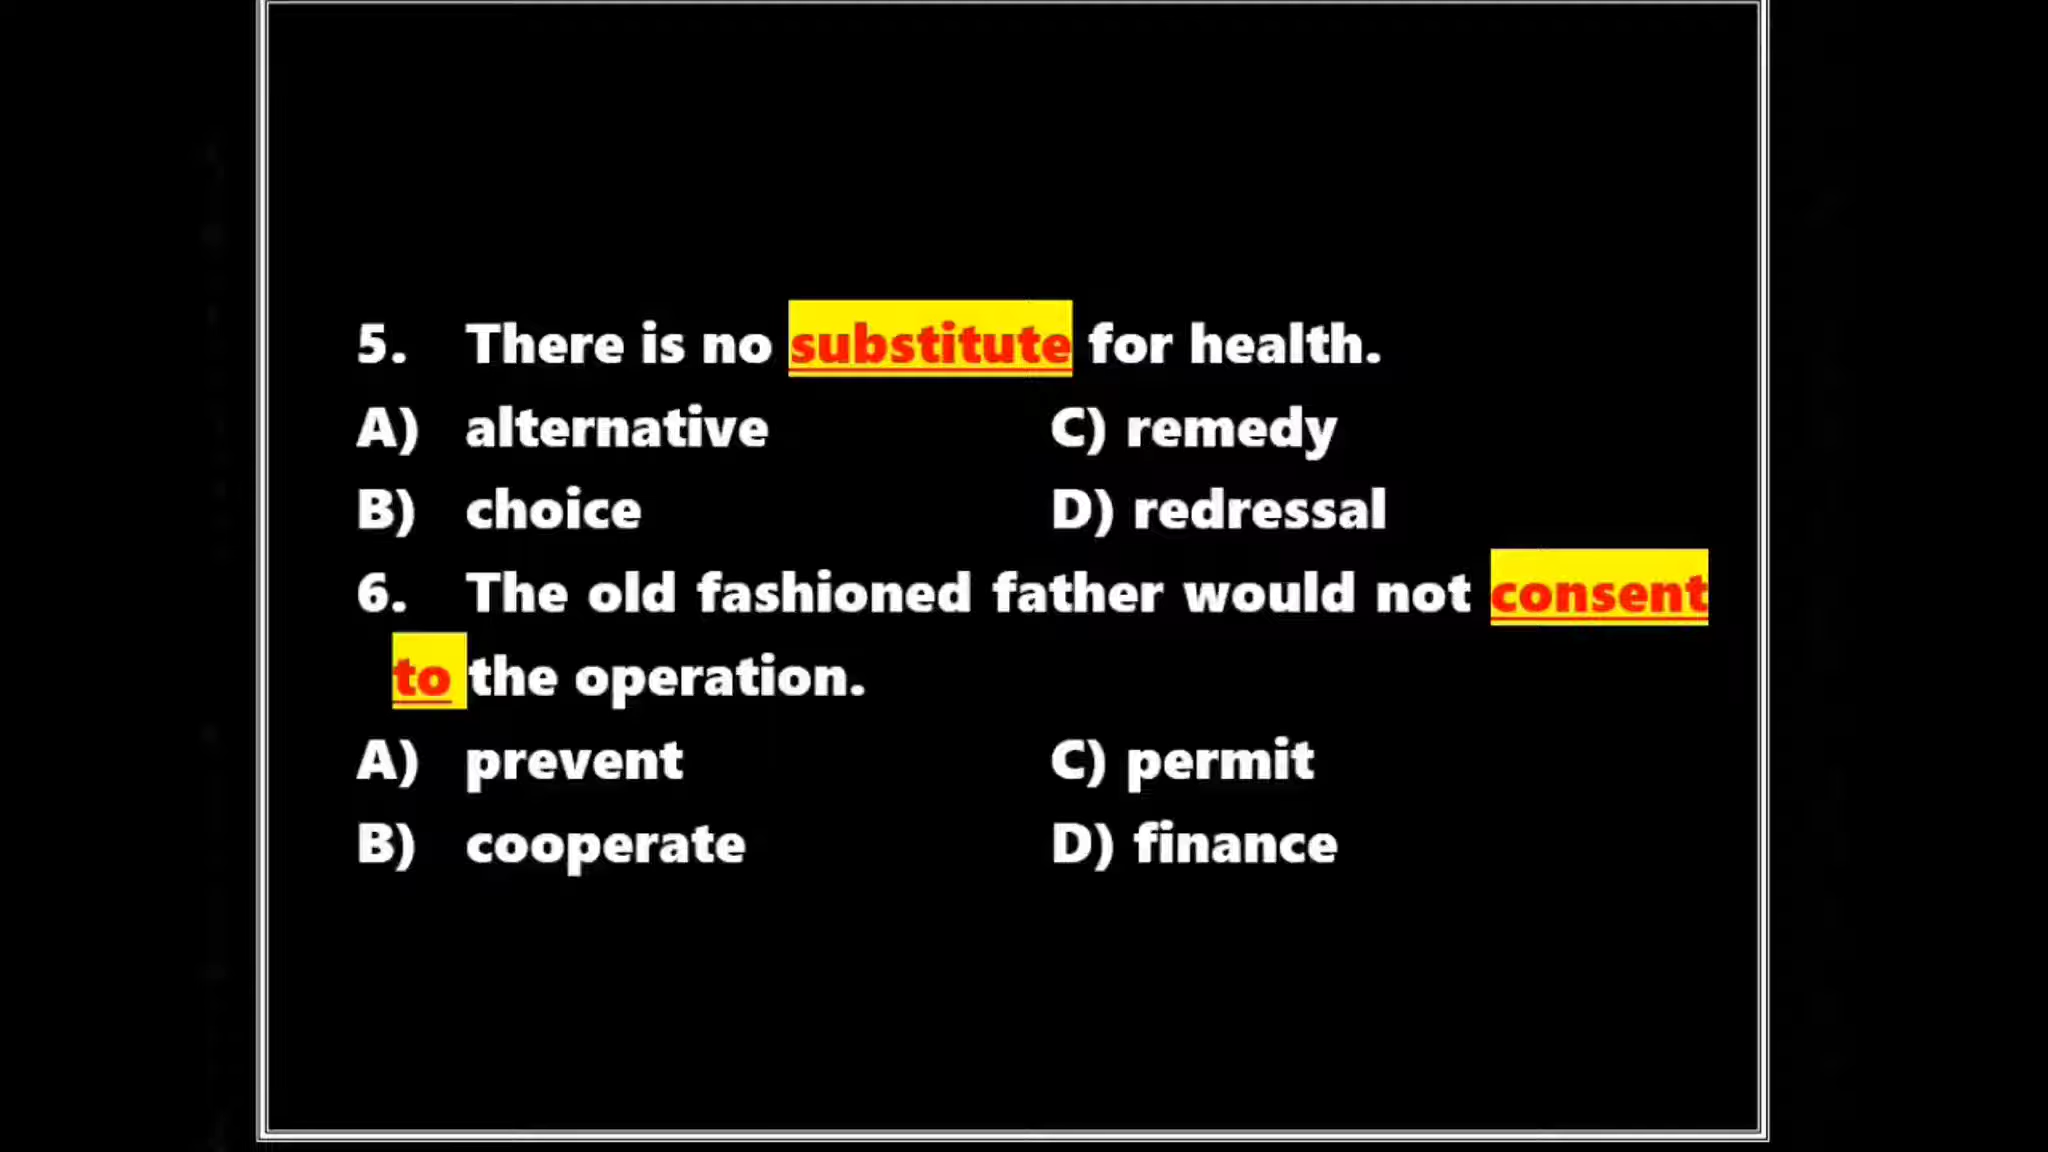 5. There is no substitute for health.
A) alternative C) remedy
B) choice D) redressal
6. The old fashioned father would not consent
to the operation.
A) prevent C) permit
B) cooperate D) finance